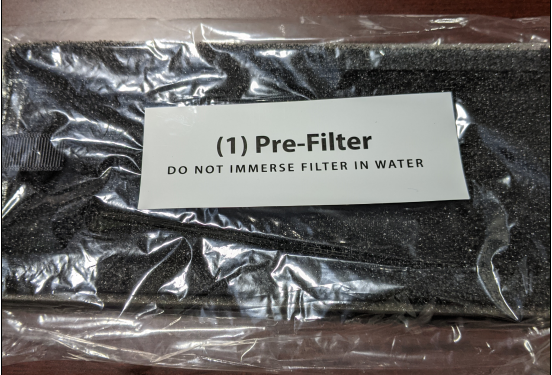 (1) Pre-Filter
DO NOT IMMERSE FILTER IN WATER